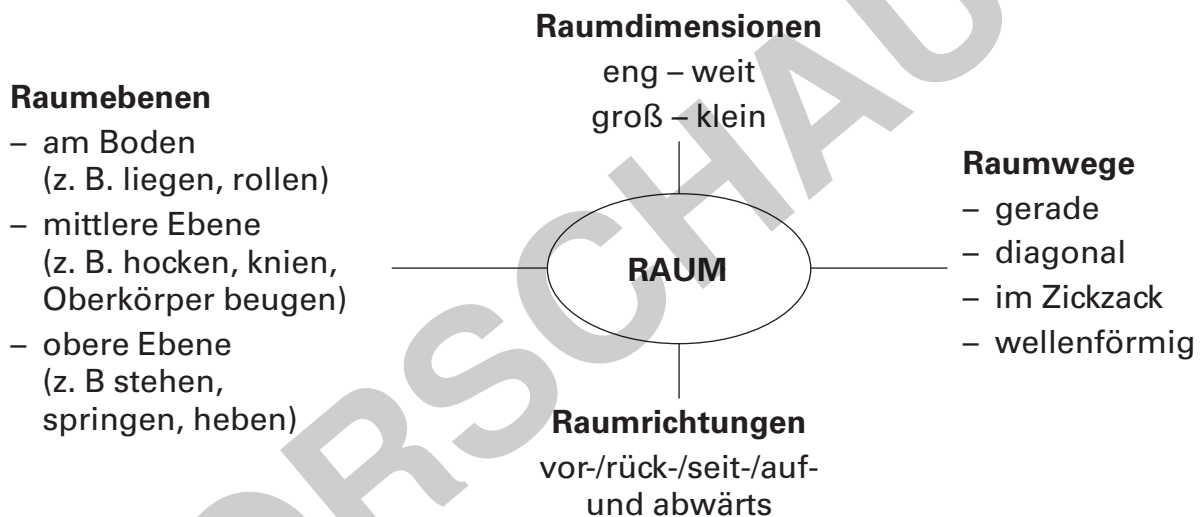 Raumdimensionen
eng – weit
groß – klein
Raumebenen
– am Boden
(z. B. liegen, rollen)
– mittlere Ebene
(z. B. hocken, knien,
Oberkörper beugen)
– obere Ebene
(z. B stehen,
springen, heben)
RAUM
Raumwege
– gerade
– diagonal
– im Zickzack
– wellenförmig
Raumrichtungen
vor-/rück-/seit-/auf-
und abwärts
ORSCHAU